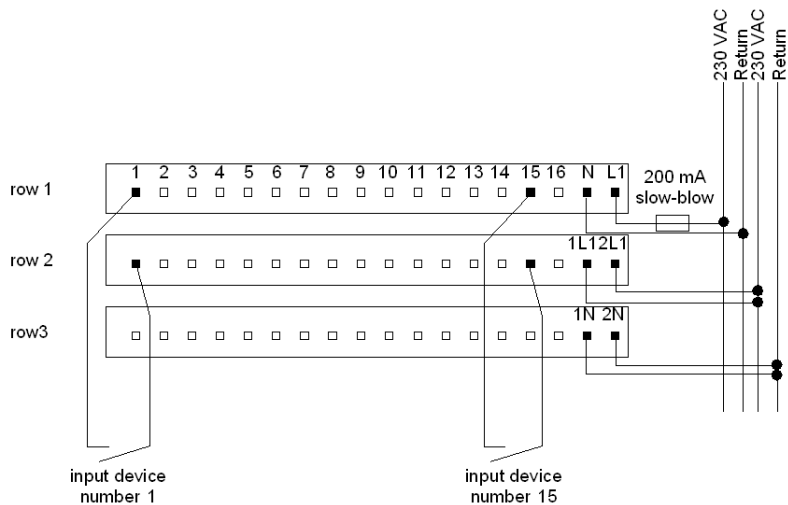 230 VAC
Return
230 VAC
Return
1 2 3 4 5 6 7 8 9 10 11 12 13 14 15 16 N L1
row 1
200 mA
slow-blow
1L1 2L1
row 2
1N 2N
row3
input device
number 1
input device
number 15